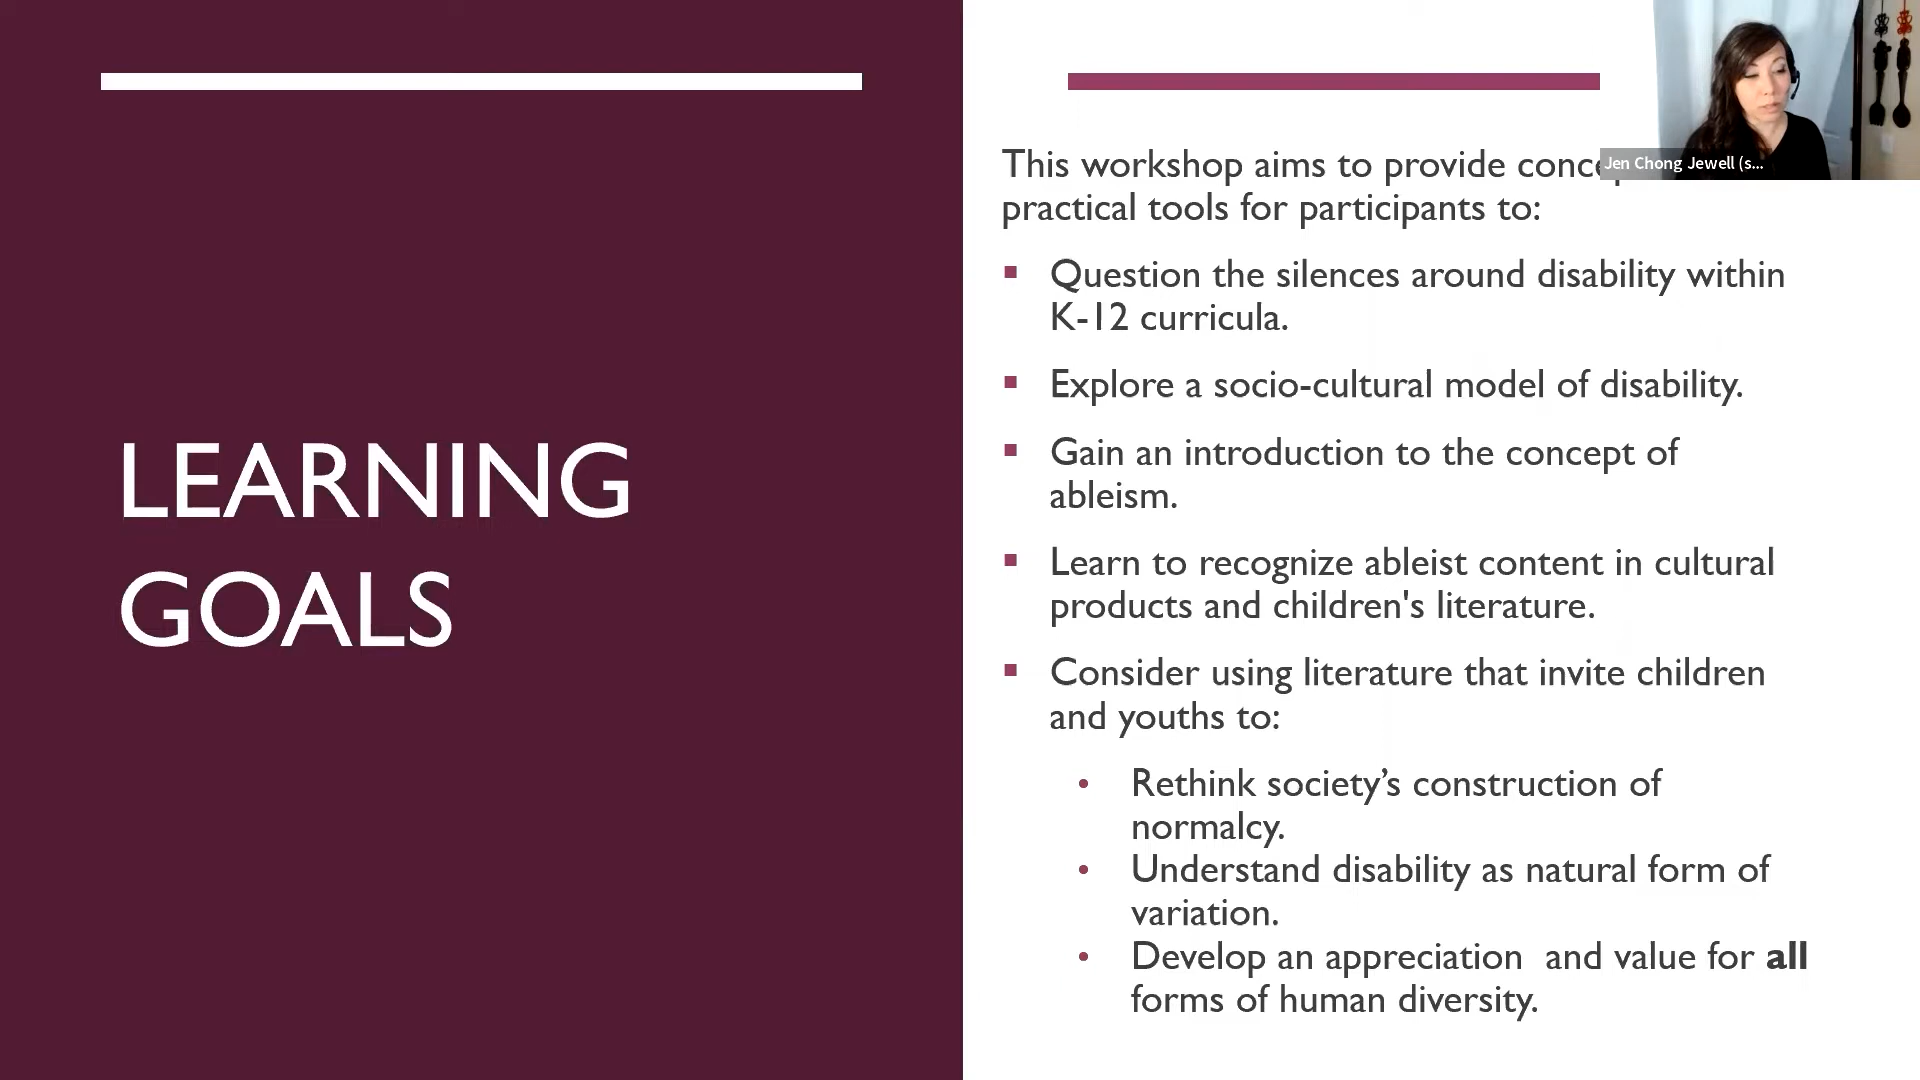 LEARNING
GOALS
This workshop aims to provide
practical tools for participants to:
Question the silences around disability within
K-12 curricula.
Explore a socio-cultural model of disability.
Gain an introduction to the concept of
ableism.
Learn to recognize ableist content in cultural
products and children's literature.
Consider using literature that invite children
and youths to:
Rethink society’s construction of
normalcy.
Understand disability as natural form of
variation.
Develop an appreciation  and value for all
forms of human diversity.
Jen Chong Jewell (s...